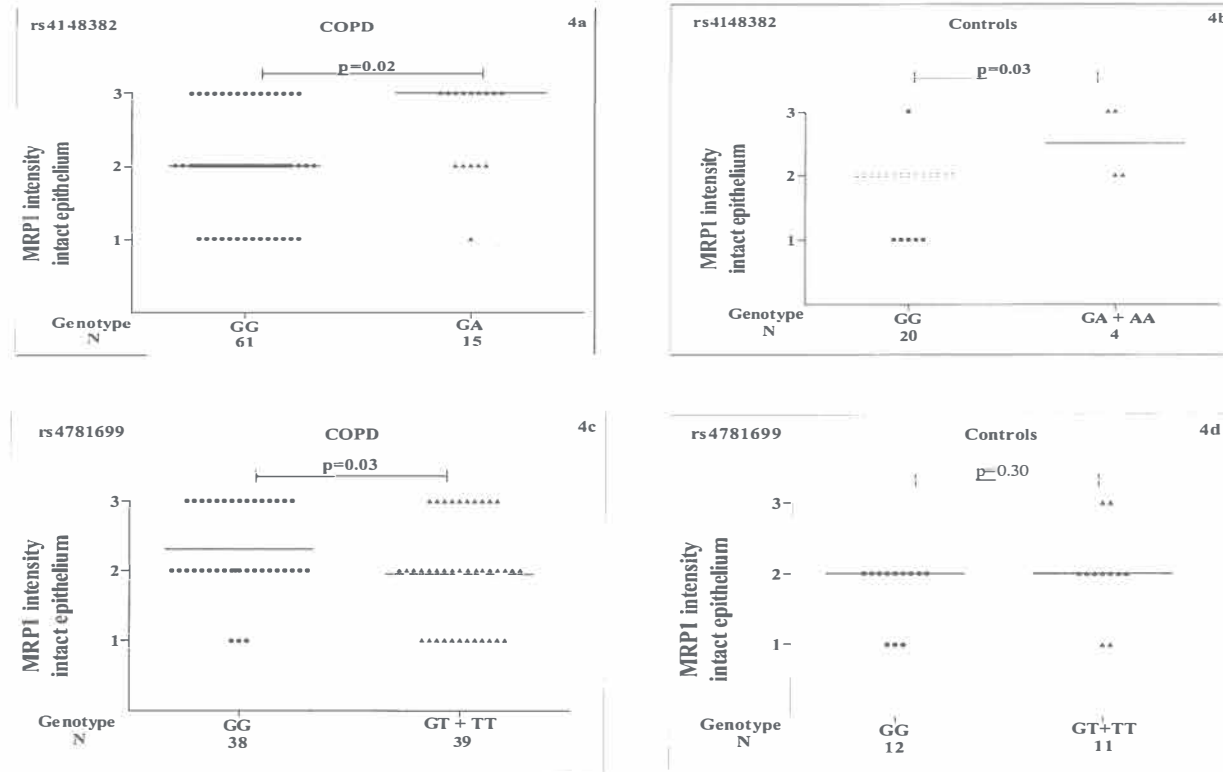 rs4148382 COPD 4a
p=0.02
3
2
1
MRP1 intensity
intact epithelium
Genotype GG GA
N 61 15
rs4148382 Controls 4b
p=0.03
3
2
1
MRP1 intensity
intact epithelium
Genotype GG GA + AA
N 20 4
rs4781699 COPD 4c
p=0.03
3
2
1
MRP1 intensity
intact epithelium
Genotype GG GT + TT
N 38 39
rs4781699 Controls 4d
p=0.30
3
2
1
MRP1 intensity
intact epithelium
Genotype GG GT+TT
N 12 11